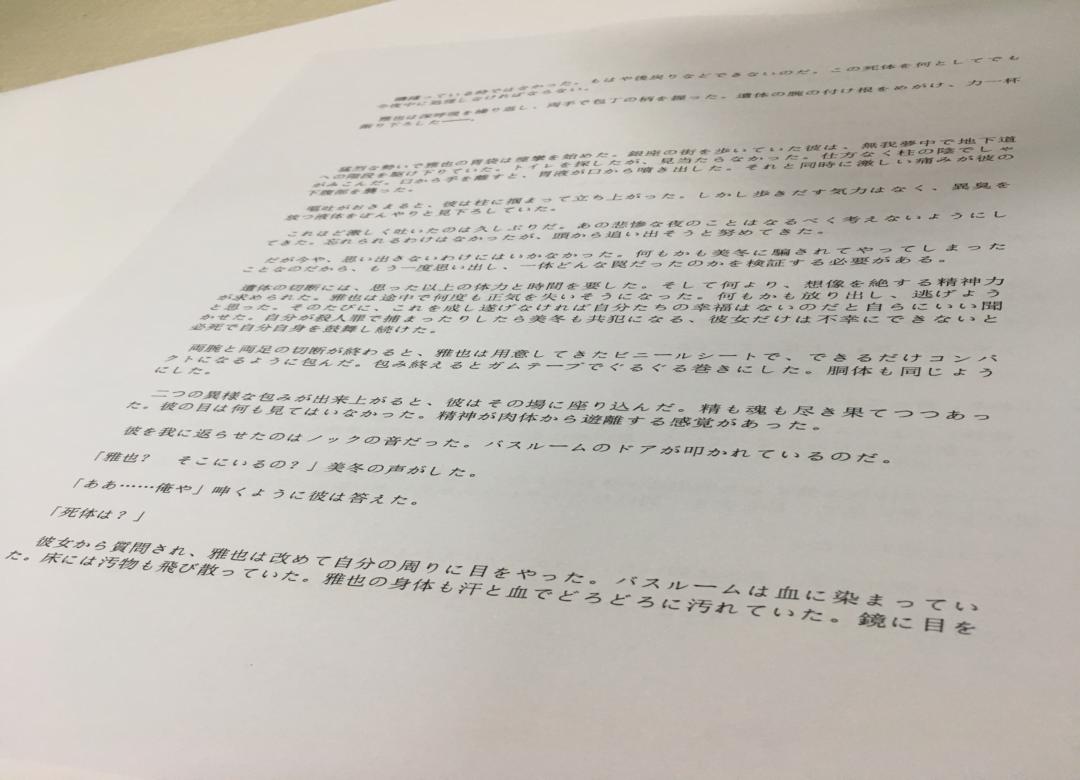 躊躇っている時ではなかった。もはや後戻りなどできないのだ。この死体を何としてでも
今夜中に処理しなければならない。
雅也は深呼吸を繰り返し、両手で包丁の柄を握った。遺体の腕の付け根をめがけ、力一杯
振り下ろした――。
猛烈な勢いで雅也の胃袋は痙攣を始めた。銀座の街を歩いていた彼は、無我夢中で地下道
への階段を駆け下りていた。トイレを探したが、見当たらなかった。仕方なく柱の陰でしゃ
がみこんだ。口から手を離すと、胃液が口から噴き出した。それと同時に激しい痛みが彼の
下腹部を襲った。
嘔吐がおさまると、彼は柱に掴まって立ち上がった。しかし歩きだす気力はなく、異臭を
放つ液体をぼんやりと見下ろしていた。
これほど激しく吐いたのは久しぶりだ。あの悲惨な夜のことはなるべく考えないようにし
てきた。忘れられるわけはなかったが、頭から追い出そうと努めてきた。
だが今や、思い出さないわけにはいかなかった。何もかも美冬に騙されてやってしまった
ことなのだから、もう一度思い出し、一体どんな罠だったのかを検証する必要がある。
遺体の切断には、思った以上の体力と時間を要した。そして何より、想像を絶する精神力
が求められた。雅也は途中で何度も正気を失いそうになった。何もかも放り出し、逃げよう
と思った。そのたびに、これを成し遂げなければ自分たちの幸福はないのだと自らにいい聞
かせた。自分が殺人罪で捕まったりしたら美冬も共犯になる、彼女だけは不幸にできないと
必死で自分自身を鼓舞し続けた。
両腕と両足の切断が終わると、雅也は用意してきたビニールシートで、できるだけコンパ
クトになるように包んだ。包み終えるとガムテープでぐるぐる巻きにした。胴体も同じよう
にした。
二つの異様な包みが出来上がると、彼はその場に座り込んだ。精も魂も尽き果てつつあっ
た。彼の目は何も見てはいなかった。精神が肉体から遊離する感覚があった。
彼を我に返らせたのはノックの音だった。バスルームのドアが叩かれているのだ。
「雅也？　そこにいるの？」美冬の声がした。
「ああ……俺や」呻くように彼は答えた。
「死体は？」
彼女から質問され、雅也は改めて自分の周りに目をやった。バスルームは血に染まってい
た。床には汚物も飛び散っていた。雅也の身体も汗と血でどろどろに汚れていた。鏡に目を